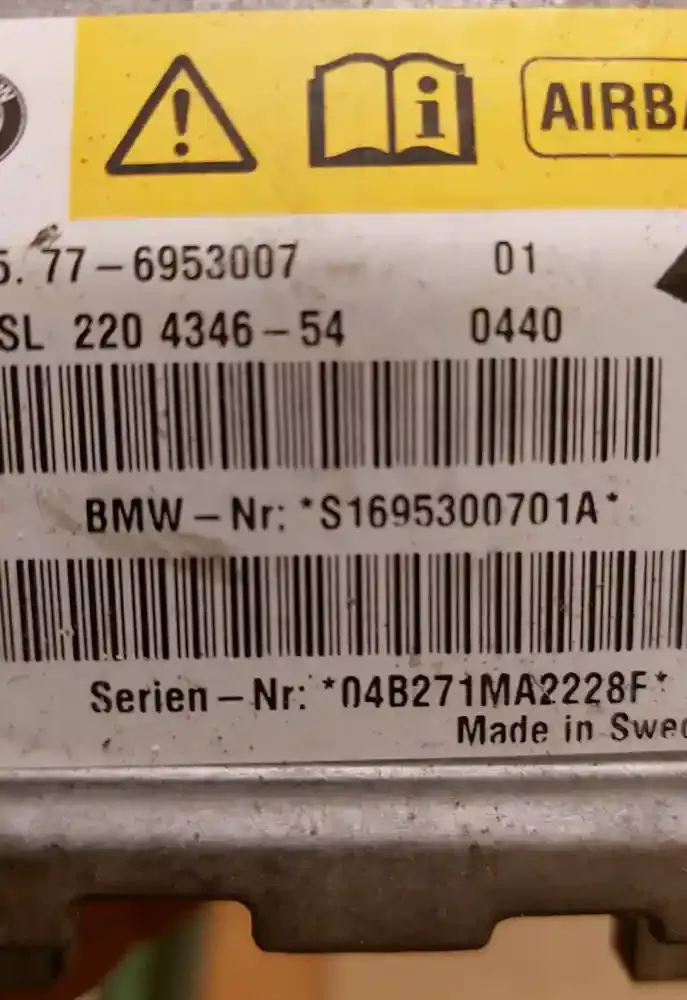 AIRBA
5. 77-6953007 01
SL 220 4346-54 0440
BMW-Nr: *S1695300701A*
Serien-Nr: *04B271MA2228F*
Made in Swed